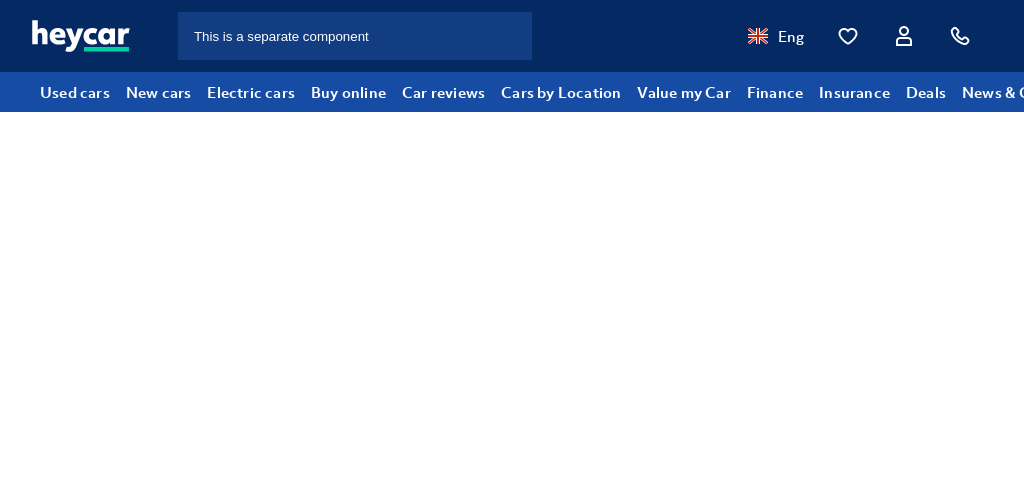 heycar This is a separate component Eng
Used cars New cars Electric cars Buy online Car reviews Cars by Location Value my Car Finance Insurance Deals News &